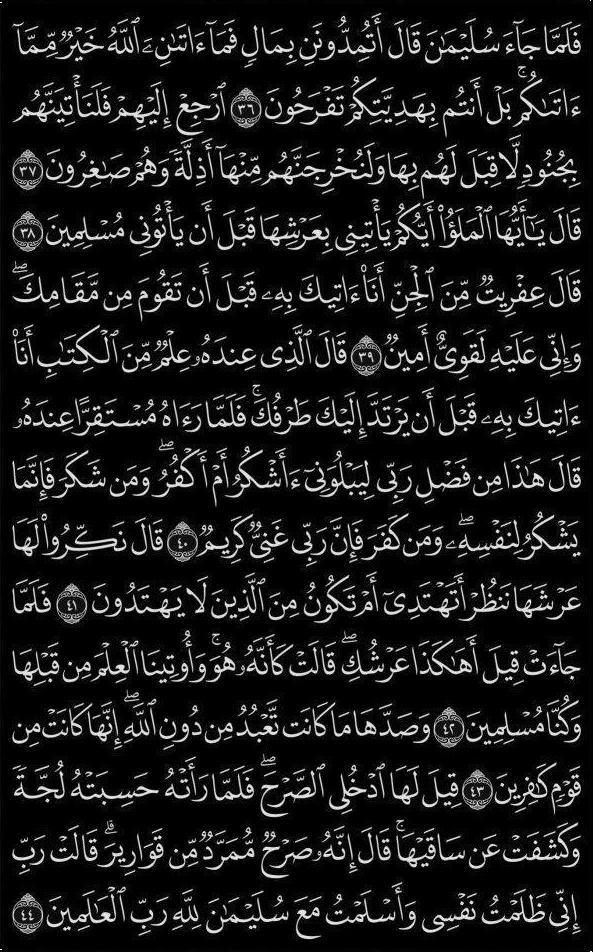 فَلَمَّا جَآءَ سُلَيْمَٰنَ قَالَ أَتُمِدُّونَنِ بِمَالٍ فَمَآ ءَاتَىٰنِۦَ ٱللَّهُ خَيْرٌ مِّمَّآ
ءَاتَىٰكُمۚ بَلْ أَنتُم بِهَدِيَّتِكُمْ تَفْرَحُونَ ٣٦ ٱرْجِعْ إِلَيْهِمْ فَلَنَأْتِيَنَّهُم
بِجُنُودٍ لَّا قِبَلَ لَهُم بِهَا وَلَنُخْرِجَنَّهُم مِّنْهَآ أَذِلَّةً وَهُمْ صَٰغِرُونَ ٣٧
قَالَ يَٰٓأَيُّهَا ٱلْمَلَؤُا۟ أَيُّكُمْ يَأْتِينِى بِعَرْشِهَا قَبْلَ أَن يَأْتُونِى مُسْلِمِينَ ٣٨
قَالَ عِفْرِيتٌ مِّنَ ٱلْجِنِّ أَنَا۠ ءَاتِيكَ بِهِۦ قَبْلَ أَن تَقُومَ مِن مَّقَامِكَۖ
وَإِنِّى عَلَيْهِ لَقَوِىٌّ أَمِينٌ ٣٩ قَالَ ٱلَّذِى عِندَهُۥ عِلْمٌ مِّنَ ٱلْكِتَٰبِ أَنَا۠
ءَاتِيكَ بِهِۦ قَبْلَ أَن يَرْتَدَّ إِلَيْكَ طَرْفُكَۚ فَلَمَّا رَءَاهُ مُسْتَقِرًّا عِندَهُۥ
قَالَ هَٰذَا مِن فَضْلِ رَبِّى لِيَبْلُوَنِىٓ ءَأَشْكُرُ أَمْ أَكْفُرُۖ وَمَن شَكَرَ فَإِنَّمَا
يَشْكُرُ لِنَفْسِهِۦۖ وَمَن كَفَرَ فَإِنَّ رَبِّى غَنِىٌّ كَرِيمٌ ٤٠ قَالَ نَكِّرُوا۟ لَهَا
عَرْشَهَا نَنظُرْ أَتَهْتَدِىٓ أَمْ تَكُونُ مِنَ ٱلَّذِينَ لَا يَهْتَدُونَ ٤١ فَلَمَّا
جَآءَتْ قِيلَ أَهَٰكَذَا عَرْشُكِۖ قَالَتْ كَأَنَّهُۥ هُوَۚ وَأُوتِينَا ٱلْعِلْمَ مِن قَبْلِهَا
وَكُنَّا مُسْلِمِينَ ٤٢ وَصَدَّهَا مَا كَانَت تَّعْبُدُ مِن دُونِ ٱللَّهِۖ إِنَّهَا كَانَتْ مِن
قَوْمٍ كَٰفِرِينَ ٤٣ قِيلَ لَهَا ٱدْخُلِى ٱلصَّرْحَۖ فَلَمَّا رَأَتْهُ حَسِبَتْهُ لُجَّةً
وَكَشَفَتْ عَن سَاقَيْهَاۚ قَالَ إِنَّهُۥ صَرْحٌ مُّمَرَّدٌ مِّن قَوَارِيرَۗ قَالَتْ رَبِّ
إِنِّى ظَلَمْتُ نَفْسِى وَأَسْلَمْتُ مَعَ سُلَيْمَٰنَ لِلَّهِ رَبِّ ٱلْعَٰلَمِينَ ٤٤